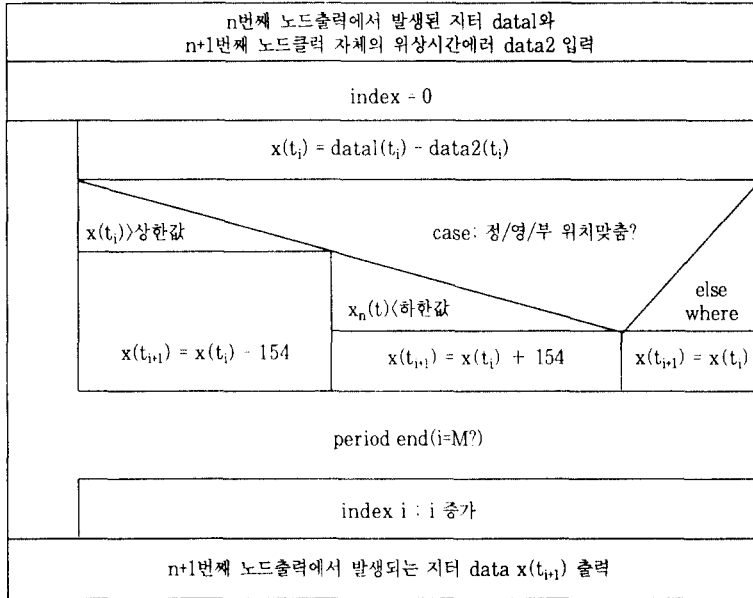 n번째 노드출력에서 발생된 지터 data1와
n+1번째 노드클럭 자체의 위상시간에러 data2 입력
index = 0
x(tᵢ) = data1(tᵢ) - data2(tᵢ)
x(tᵢ)>상한값
case: 정/영/부 위치맞춤?
xₙ(t)<하한값
else
where
x(tᵢ₊₁) = x(tᵢ) - 154
x(tᵢ₊₁) = x(tᵢ) + 154
x(tᵢ₊₁) = x(tᵢ)
period end(i=M?)
index i : i 증가
n+1번째 노드출력에서 발생되는 지터 data x(tᵢ₊₁) 출력